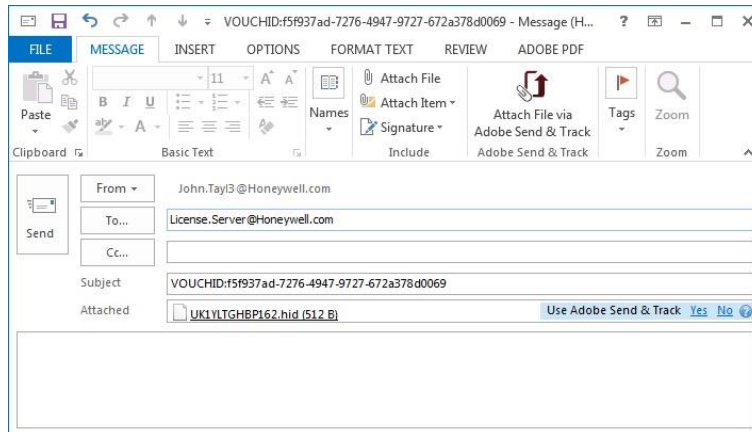 VOUCHID:f5f937ad-7276-4947-9727-672a378d0069 - Message (H... ?
FILE MESSAGE INSERT OPTIONS FORMAT TEXT REVIEW ADOBE PDF
Paste
11 A A
B I U
aby A
Names
Attach File
Attach Item
Signature
Attach File via
Adobe Send & Track
Tags
Zoom
Clipboard Basic Text Include Adobe Send & Track Zoom
Send
From John.Tayl3@Honeywell.com
To... License.Server@Honeywell.com
Cc...
Subject VOUCHID:f5f937ad-7276-4947-9727-672a378d0069
Attached UK1YLTGHBP162.hid (512 B) Use Adobe Send & Track Yes No ?